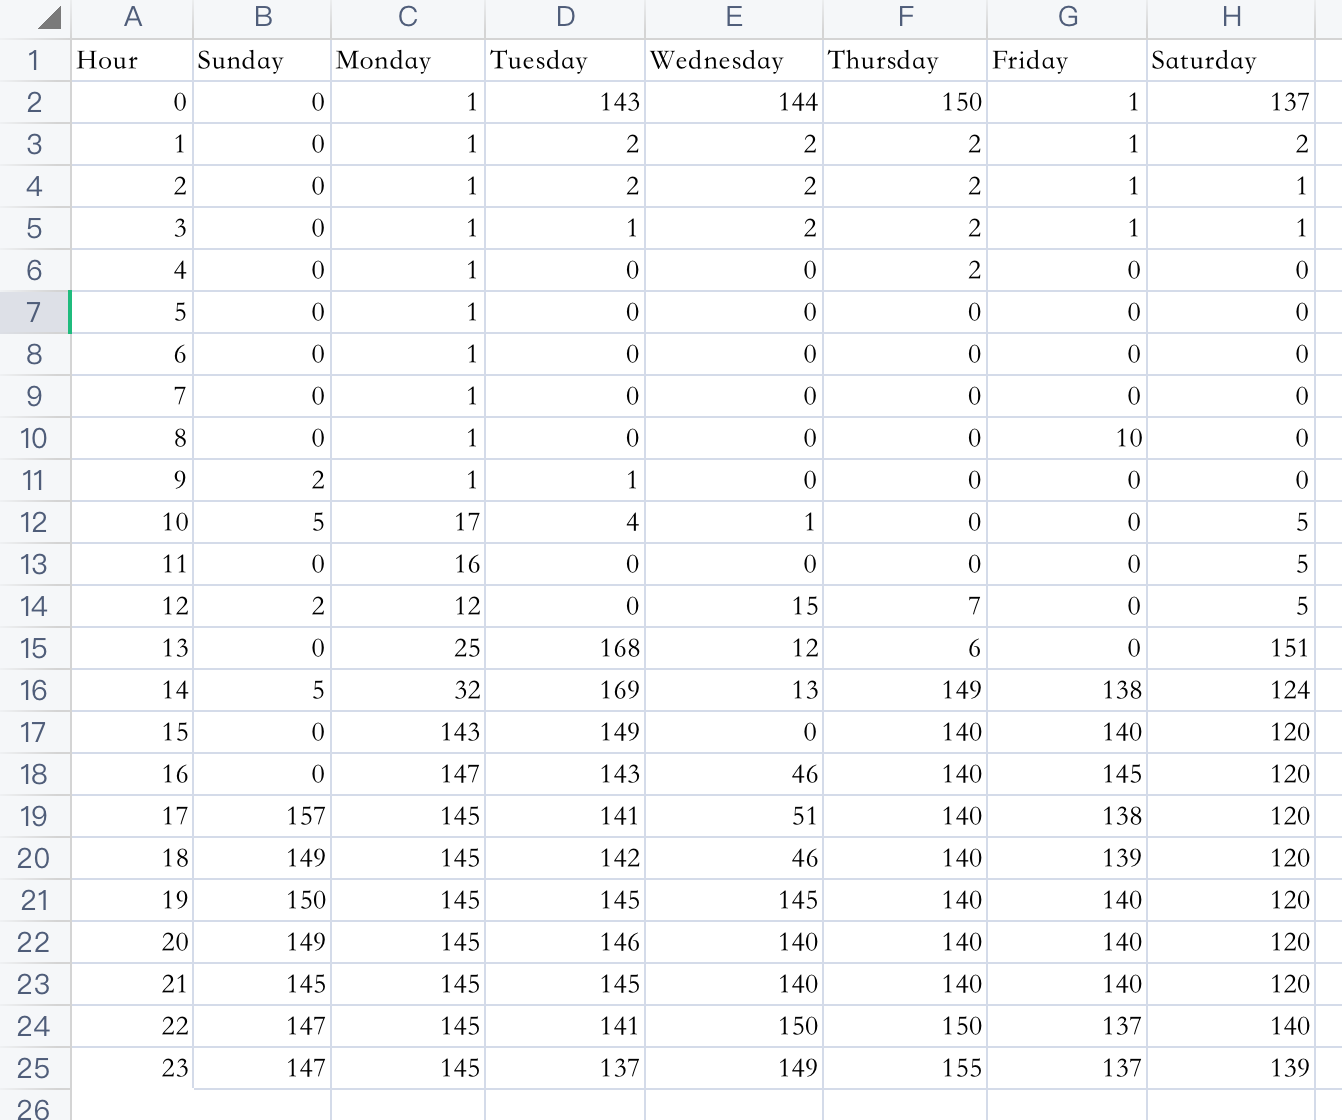 A B C D E F G H
1 Hour Sunday Monday Tuesday Wednesday Thursday Friday Saturday
2 0 0 1 143 144 150 1 137
3 1 0 1 2 2 2 1 2
4 2 0 1 2 2 2 1 1
5 3 0 1 1 2 2 1 1
6 4 0 1 0 0 2 0 0
7 5 0 1 0 0 0 0 0
8 6 0 1 0 0 0 0 0
9 7 0 1 0 0 0 0 0
10 8 0 1 0 0 0 10 0
11 9 2 1 1 0 0 0 0
12 10 5 17 4 1 0 0 5
13 11 0 16 0 0 0 0 5
14 12 2 12 0 15 7 0 5
15 13 0 25 168 12 6 0 151
16 14 5 32 169 13 149 138 124
17 15 0 143 149 0 140 140 120
18 16 0 147 143 46 140 145 120
19 17 157 145 141 51 140 138 120
20 18 149 145 142 46 140 139 120
21 19 150 145 145 145 140 140 120
22 20 149 145 146 140 140 140 120
23 21 145 145 145 140 140 140 120
24 22 147 145 141 150 150 137 140
25 23 147 145 137 149 155 137 139
26